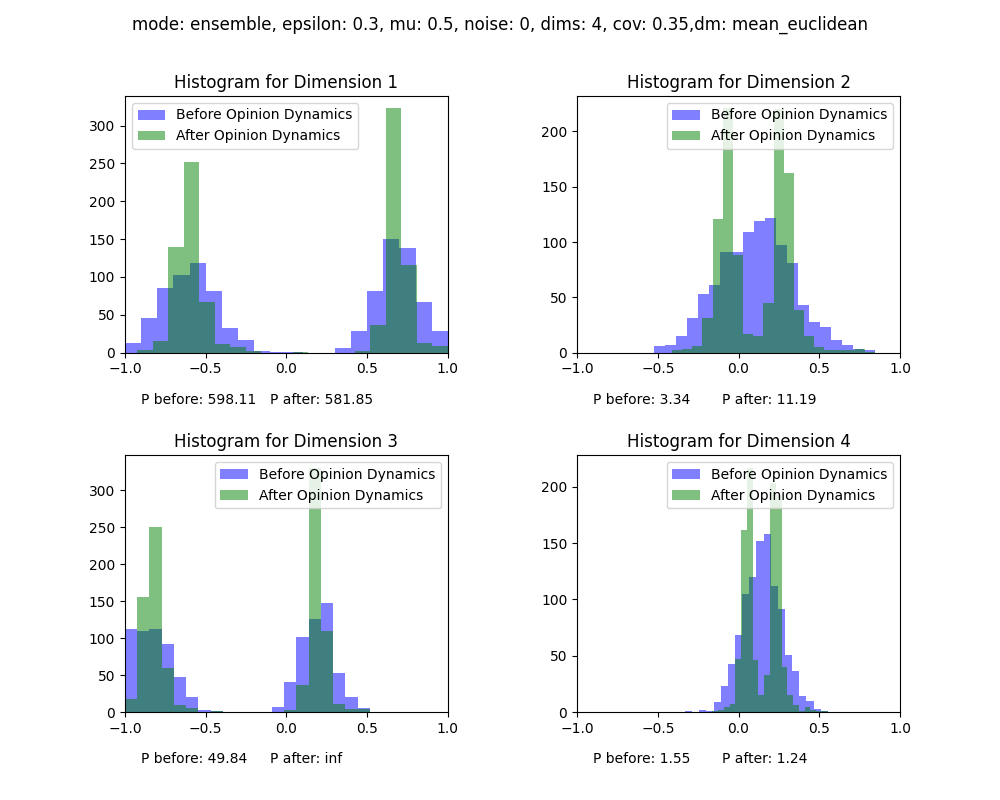 mode: ensemble, epsilon: 0.3, mu: 0.5, noise: 0, dims: 4, cov: 0.35,dm: mean_euclidean
Histogram for Dimension 1
Before Opinion Dynamics
After Opinion Dynamics
300
250
200
150
100
50
0
−1.0 −0.5 0.0 0.5 1.0
P before: 598.11 P after: 581.85
Histogram for Dimension 2
Before Opinion Dynamics
After Opinion Dynamics
200
150
100
50
0
−1.0 −0.5 0.0 0.5 1.0
P before: 3.34 P after: 11.19
Histogram for Dimension 3
Before Opinion Dynamics
After Opinion Dynamics
300
250
200
150
100
50
0
−1.0 −0.5 0.0 0.5 1.0
P before: 49.84 P after: inf
Histogram for Dimension 4
Before Opinion Dynamics
After Opinion Dynamics
200
150
100
50
0
−1.0 −0.5 0.0 0.5 1.0
P before: 1.55 P after: 1.24